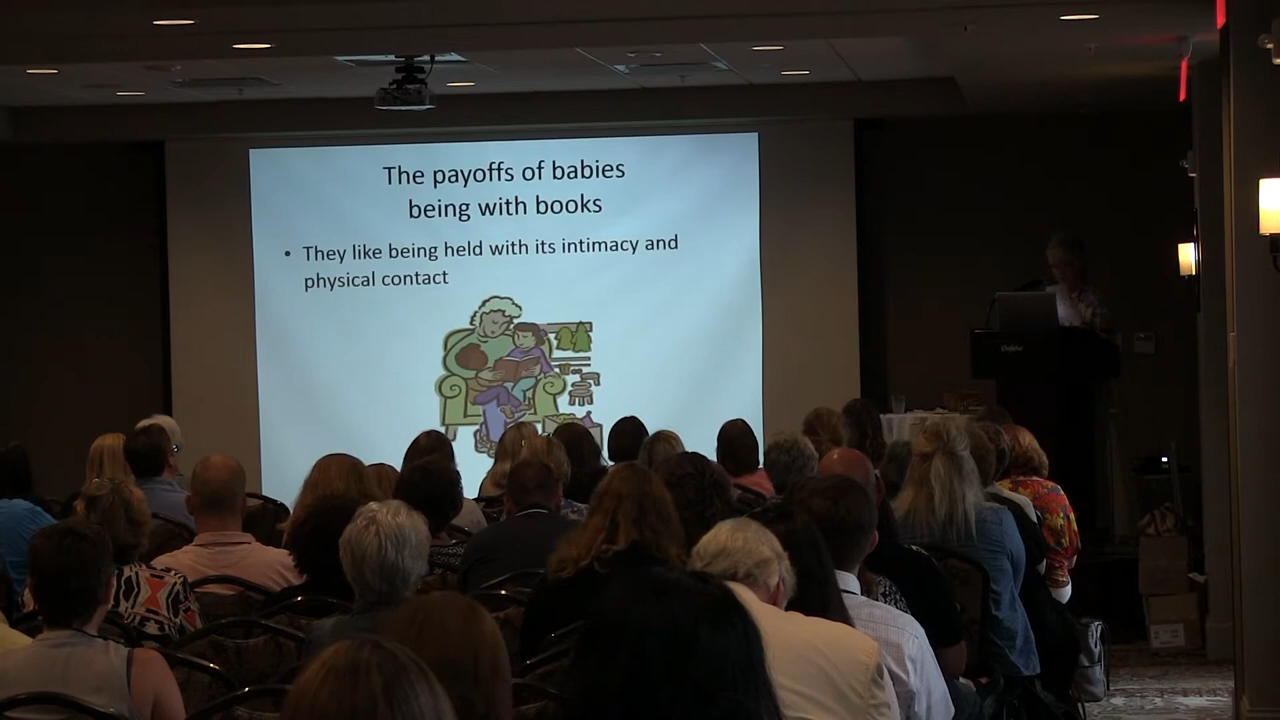 The payoffs of babies
being with books
• They like being held with its intimacy and
physical contact